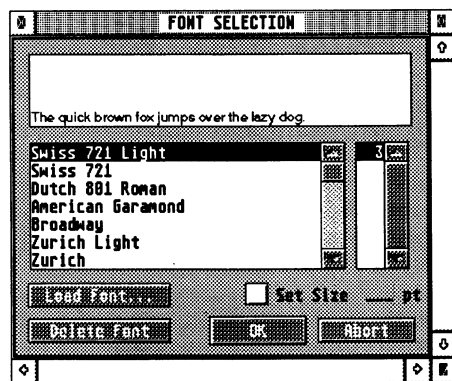 FONT SELECTION
The quick brown fox jumps over the lazy dog.
Swiss 721 Light 3
Swiss 721
Dutch 801 Roman
American Garamond
Broadway
Zurich Light
Zurich
Load Font...
Set Size ___ pt
Delete Font OK Abort